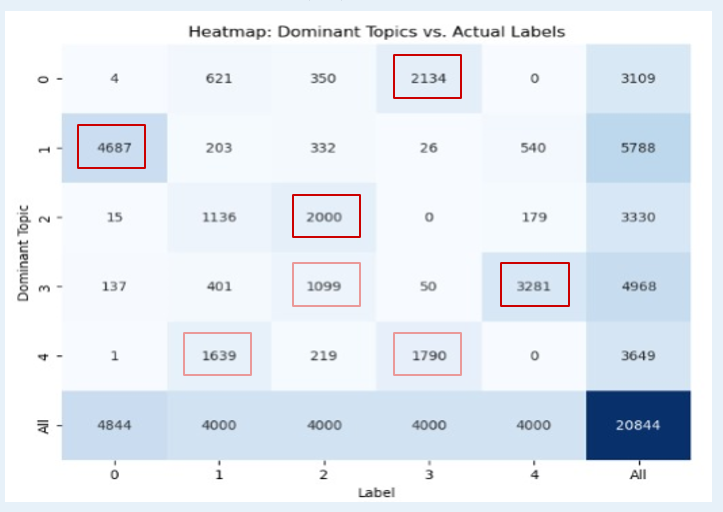 Heatmap: Dominant Topics vs. Actual Labels
0 4 621 350 2134 0 3109
1 4687 203 332 26 540 5788
2 15 1136 2000 0 179 3330
3 137 401 1099 50 3281 4968
4 1 1639 219 1790 0 3649
All 4844 4000 4000 4000 4000 20844
0 1 2 3 4 All
Dominant Topic
Label